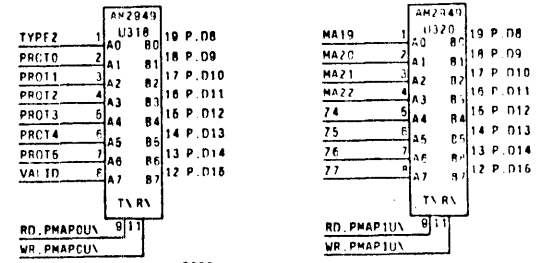 AM2949
U318
TYPE2 1 A0 B0 19 P.D8
PROT0 2 A1 B1 18 P.D9
PROT1 3 A2 B2 17 P.D10
PROT2 4 A3 B3 16 P.D11
PROT3 5 A4 B4 15 P.D12
PROT4 6 A5 B5 14 P.D13
PROT5 7 A6 B6 13 P.D14
VALID 8 A7 B7 12 P.D15
T\ R\
RD.PMAP0U\ 9 11
WR.PMAP0U\
AM2949
U320
MA19 1 A0 B0 19 P.D8
MA20 2 A1 B1 18 P.D9
MA21 3 A2 B2 17 P.D10
MA22 4 A3 B3 16 P.D11
Z4 5 A4 B4 15 P.D12
Z5 6 A5 B5 14 P.D13
Z6 7 A6 B6 13 P.D14
Z7 8 A7 B7 12 P.D15
T\ R\
RD.PMAP1U\ 9 11
WR.PMAP1U\